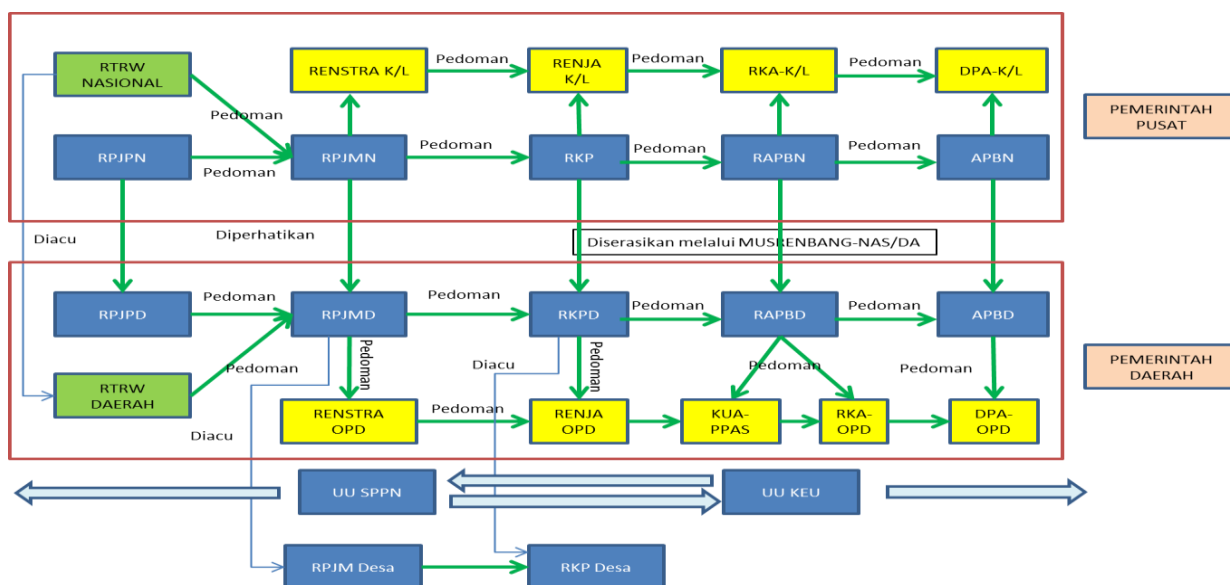 RTRW
NASIONAL
RENSTRA K/L
Pedoman
RENJA
K/L
Pedoman
RKA-K/L
Pedoman
DPA-K/L
Pedoman
PEMERINTAH
PUSAT
RPJPN
Pedoman
RPJMN
Pedoman
RKP
Pedoman
RAPBN
Pedoman
APBN
Diacu
Diperhatikan
Diserasikan melalui MUSRENBANG-NAS/DA
RPJPD
Pedoman
RPJMD
Pedoman
RKPD
Pedoman
RAPBD
Pedoman
APBD
Pedoman
Pedoman
Diacu
Pedoman
Pedoman
Pedoman
PEMERINTAH
DAERAH
RTRW
DAERAH
Diacu
RENSTRA
OPD
Pedoman
RENJA
OPD
KUA-
PPAS
RKA-
OPD
DPA-
OPD
UU SPPN
UU KEU
RPJM Desa
RKP Desa